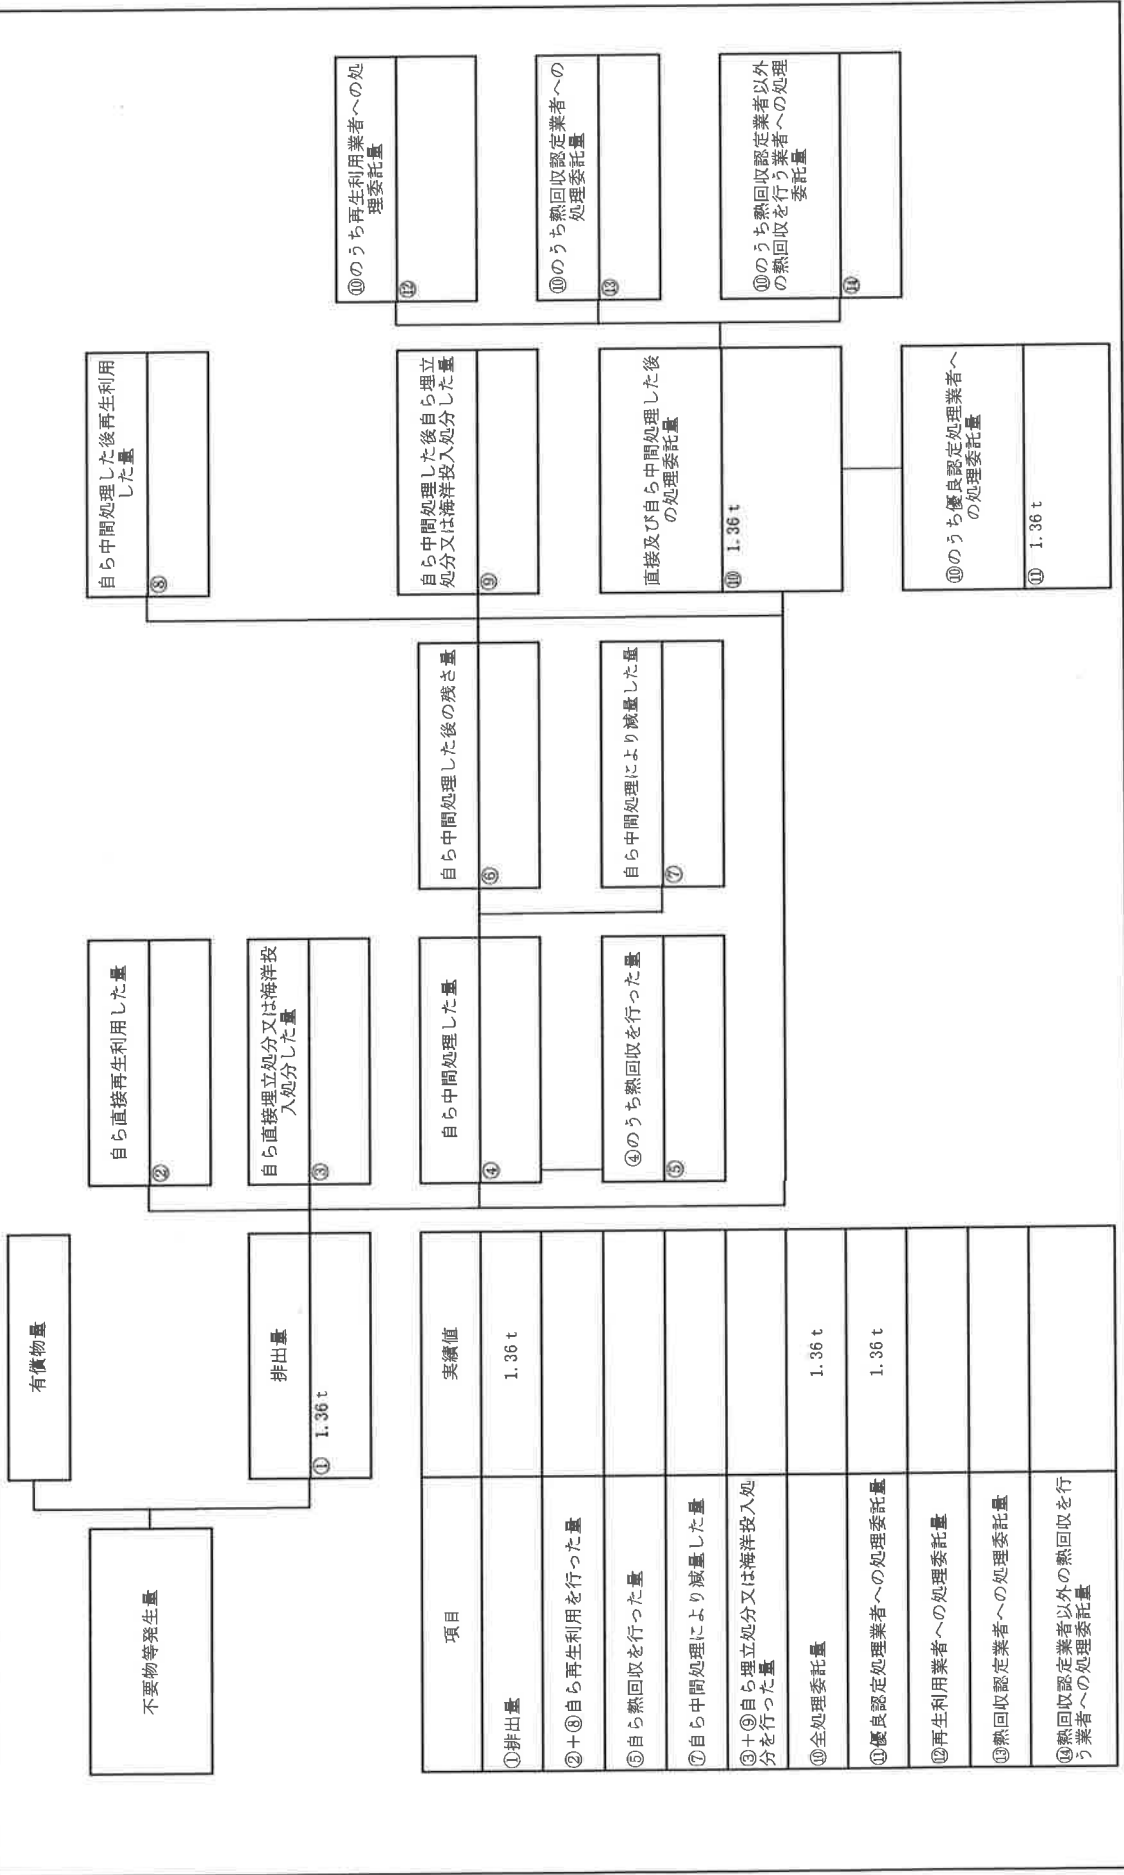 不要物等発生量
有償物量
排出量
① 1.36ｔ
自ら直接再生利用した量
②
自ら直接埋立処分又は海洋投
入処分した量
③
自ら中間処理した量
④
④のうち熱回収を行った量
⑤
自ら中間処理した後の残さ量
⑥
自ら中間処理により減量した量
⑦
自ら中間処理した後再生利用
した量
⑧
自ら中間処理した後自ら埋立
処分又は海洋投入処分した量
⑨
直接及び自ら中間処理した後
の処理委託量
⑩ 1.36ｔ
⑩のうち優良認定処理業者へ
の処理委託量
⑪ 1.36ｔ
⑩のうち再生利用業者への処
理委託量
⑫
⑩のうち熱回収認定業者への
処理委託量
⑬
⑩のうち熱回収認定業者以外
の熱回収を行う業者への処理
委託量
⑭
項目 実績値
①排出量 1.36ｔ
②＋⑧自ら再生利用を行った量
⑤自ら熱回収を行った量
⑦自ら中間処理により減量した量
③＋⑨自ら埋立処分又は海洋投入処
分を行った量
⑩全処理委託量 1.36ｔ
⑪優良認定処理業者への処理委託量 1.36ｔ
⑫再生利用業者への処理委託量
⑬熱回収認定業者への処理委託量
⑭熱回収認定業者以外の熱回収を行
う業者への処理委託量